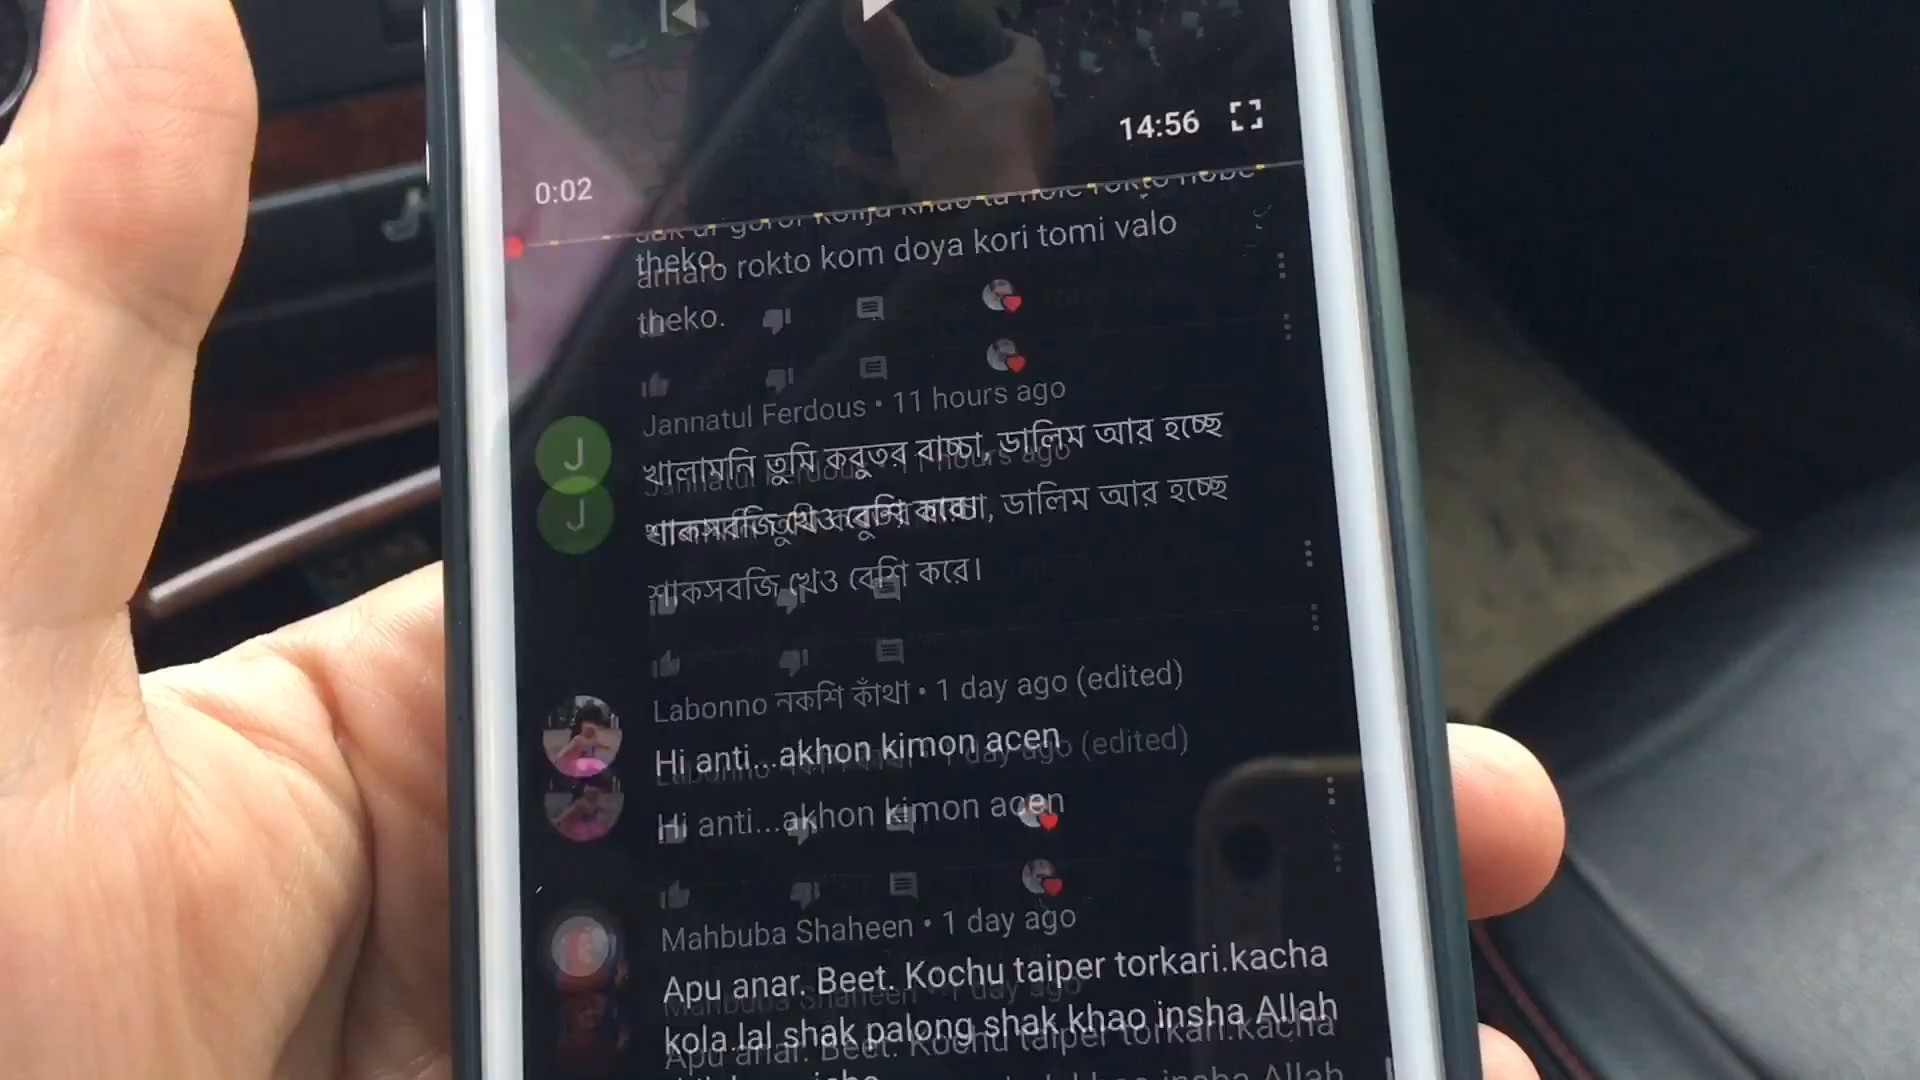 14:56
0:02
amaro rokto kom doya kori tomi valo
theko.
Jannatul Ferdous • 11 hours ago
খালামনি তুমি কবুতর বাচ্চা, ডালিম আর হচ্ছে
শাকসবজি খেও বেশি করে।
Labonno নকশি কাঁথা • 1 day ago (edited)
Hi anti...akhon kimon acen
Mahbuba Shaheen • 1 day ago
Apu anar. Beet. Kochu taiper torkari.kacha
kola.lal shak palong shak khao insha Allah